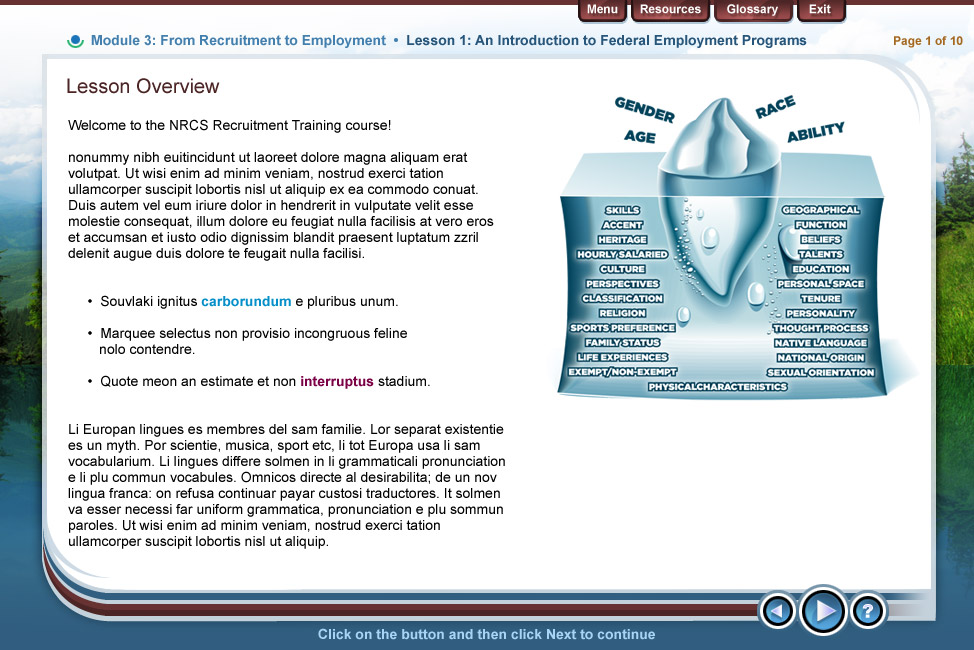 Menu
Resources
Glossary
Exit
Module 3: From Recruitment to Employment • Lesson 1: An Introduction to Federal Employment Programs
Page 1 of 10
Lesson Overview
Welcome to the NRCS Recruitment Training course!
nonummy nibh euitincidunt ut laoreet dolore magna aliquam erat
volutpat. Ut wisi enim ad minim veniam, nostrud exerci tation
ullamcorper suscipit lobortis nisl ut aliquip ex ea commodo conuat.
Duis autem vel eum iriure dolor in hendrerit in vulputate velit esse
molestie consequat, illum dolore eu feugiat nulla facilisis at vero eros
et accumsan et iusto odio dignissim blandit praesent luptatum zzril
delenit augue duis dolore te feugait nulla facilisi.
• Souvlaki ignitus carborundum e pluribus unum.
• Marquee selectus non provisio incongruous feline
nolo contendre.
• Quote meon an estimate et non interruptus stadium.
Li Europan lingues es membres del sam familie. Lor separat existentie
es un myth. Por scientie, musica, sport etc, li tot Europa usa li sam
vocabularium. Li lingues differe solmen in li grammaticali pronunciation
e li plu commun vocabules. Omnicos directe al desirabilita; de un nov
lingua franca: on refusa continuar payar custosi traductores. It solmen
va esser necessi far uniform grammatica, pronunciation e plu sommun
paroles. Ut wisi enim ad minim veniam, nostrud exerci tation
ullamcorper suscipit lobortis nisl ut aliquip.
GENDER
AGE
RACE
ABILITY
SKILLS
ACCENT
HERITAGE
HOURLY/SALARIED
CULTURE
PERSPECTIVES
CLASSIFICATION
RELIGION
SPORTS PREFERENCE
FAMILY STATUS
LIFE EXPERIENCES
EXEMPT/NON-EXEMPT
GEOGRAPHICAL
FUNCTION
BELIEFS
TALENTS
EDUCATION
PERSONAL SPACE
TENURE
PERSONALITY
THOUGHT PROCESS
NATIVE LANGUAGE
NATIONAL ORIGIN
SEXUAL ORIENTATION
PHYSICALCHARACTERISTICS
?
Click on the button and then click Next to continue